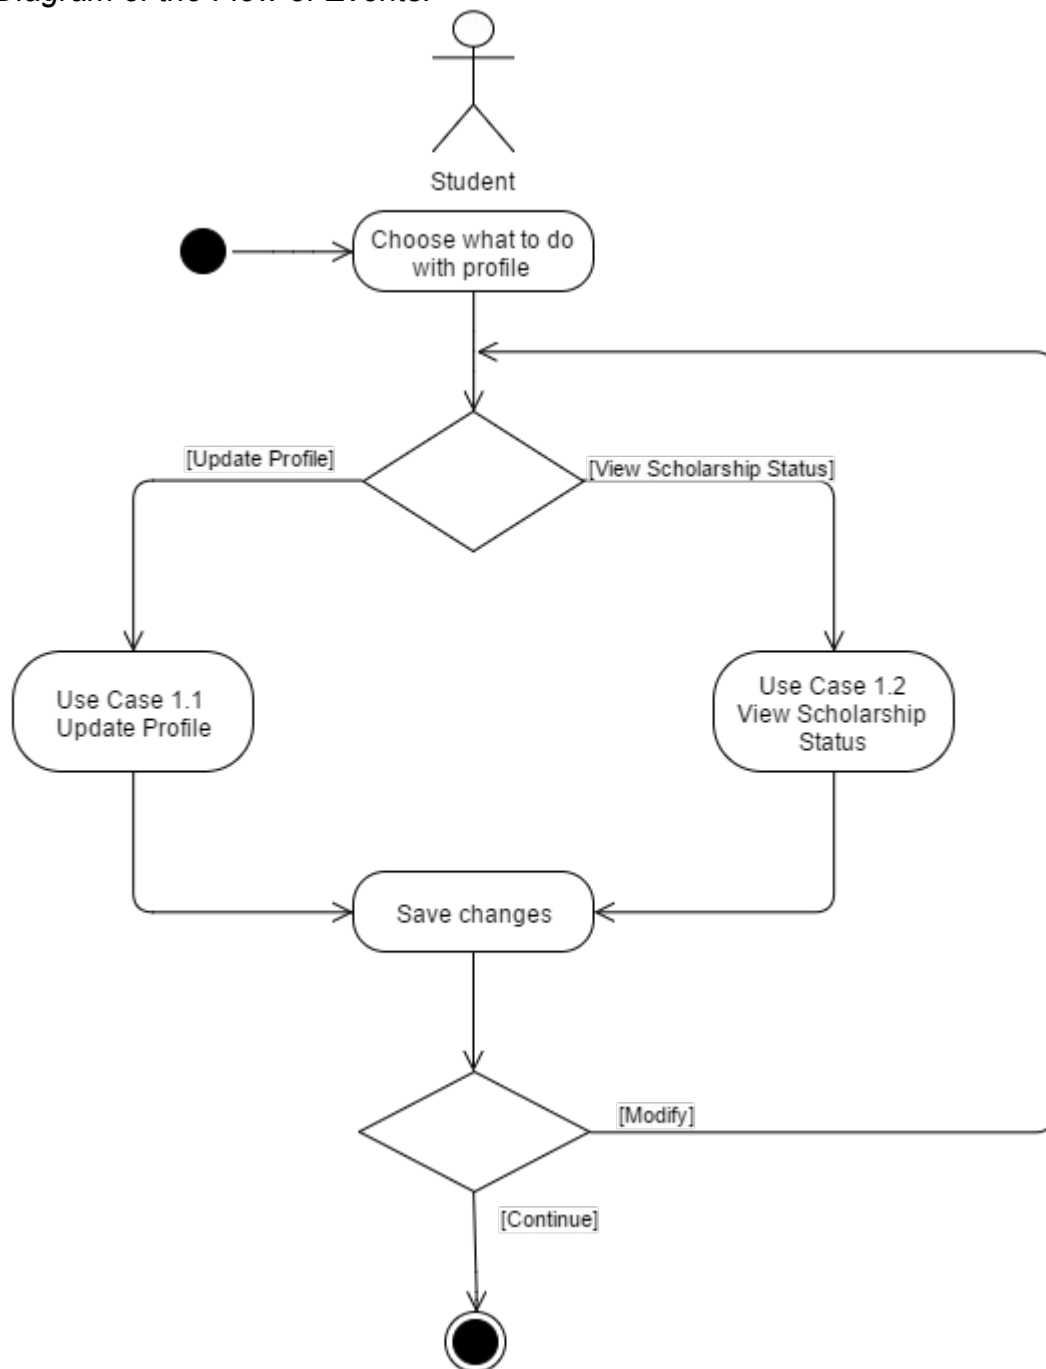 Diagram of the Flow of Events:
Student
Choose what to do
with profile
[Update Profile]
[View Scholarship Status]
Use Case 1.1
Update Profile
Use Case 1.2
View Scholarship
Status
Save changes
[Modify]
[Continue]